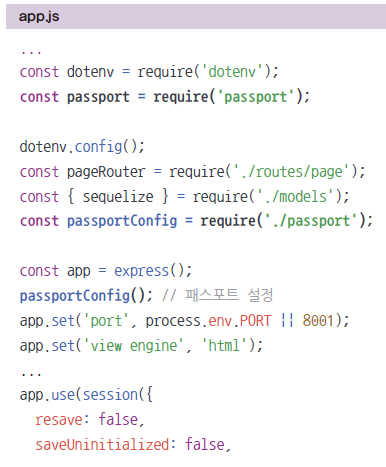 app.js
...
const dotenv = require('dotenv');
const passport = require('passport');
dotenv.config();
const pageRouter = require('./routes/page');
const { sequelize } = require('./models');
const passportConfig = require('./passport');
const app = express();
passportConfig(); // 패스포트 설정
app.set('port', process.env.PORT || 8001);
app.set('view engine', 'html');
...
app.use(session({
  resave: false,
  saveUninitialized: false,